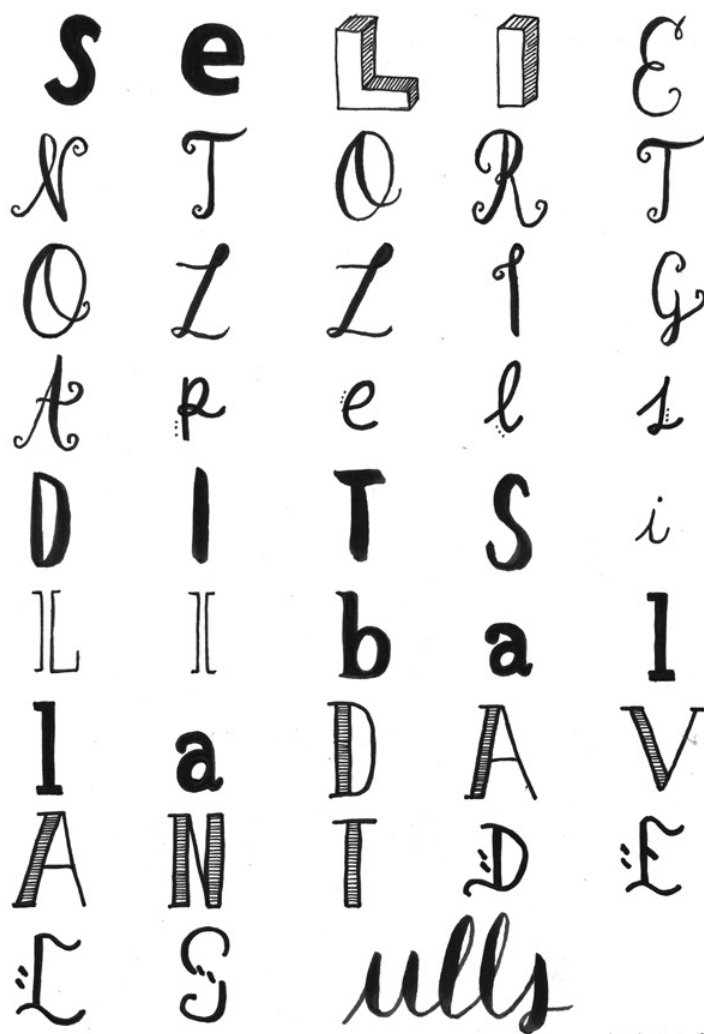 s e L I E
N T O R T
O L L I G
A p e l s
D I T S i
L I b a l
l a D A V
A N T D E
L S ulls